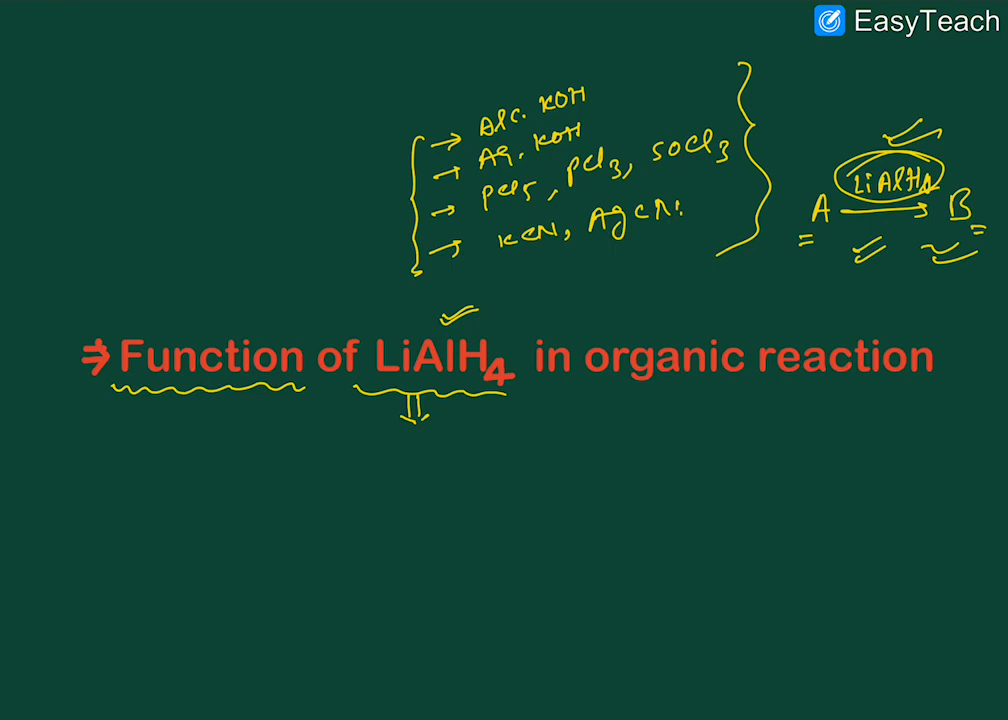 EasyTeach
→ Alc. KOH
→ Aq. KOH
→ PCl5, PCl3, SOCl3
→ KCN, AgCN
LiAlH4
A → B
⇒ Function of LiAlH4 in organic reaction